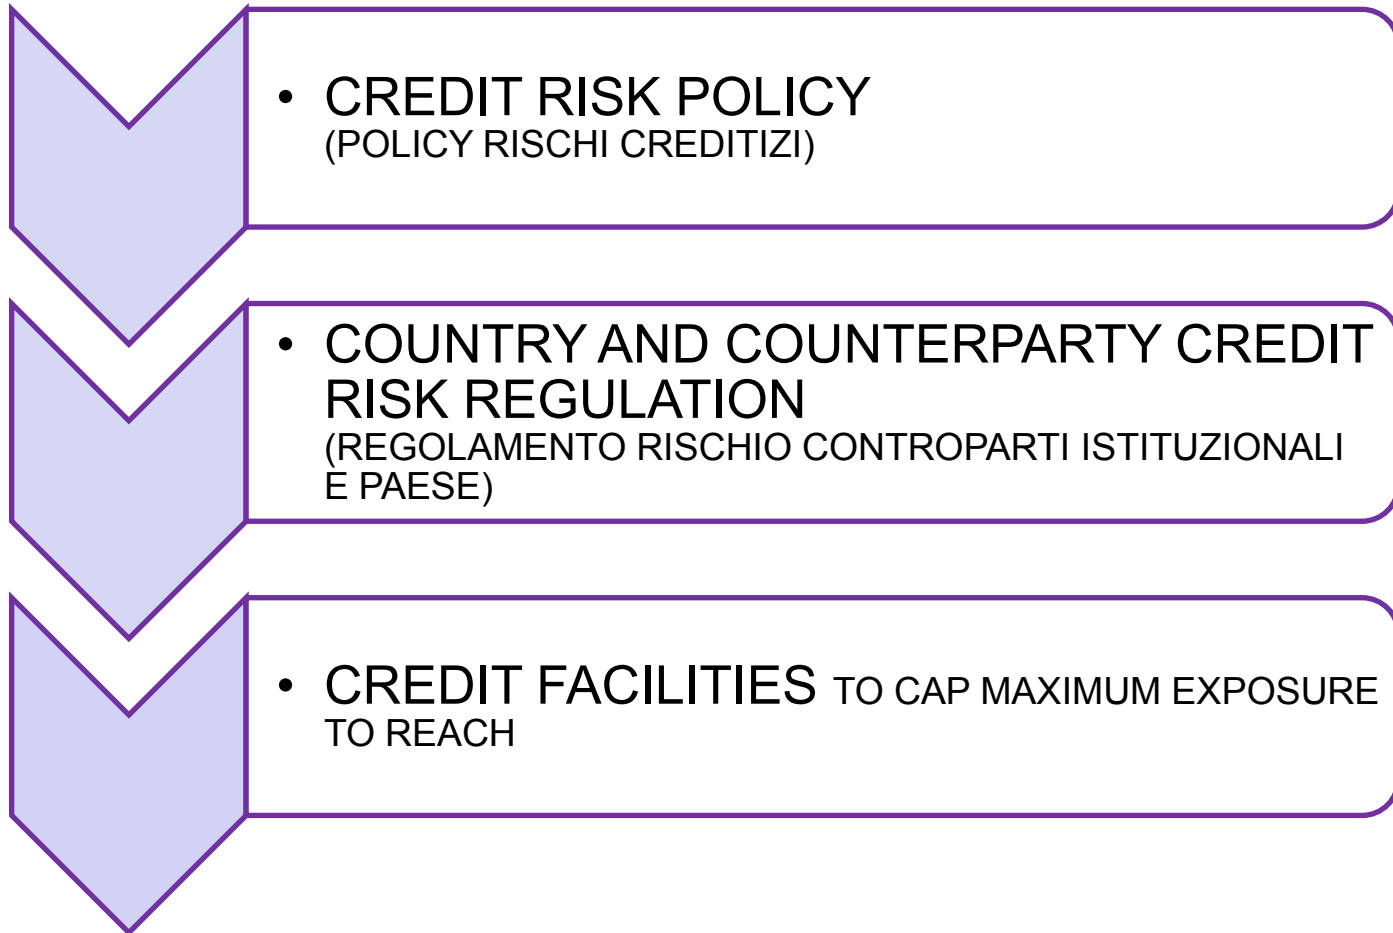 • CREDIT RISK POLICY
(POLICY RISCHI CREDITIZI)
• COUNTRY AND COUNTERPARTY CREDIT
RISK REGULATION
(REGOLAMENTO RISCHIO CONTROPARTI ISTITUZIONALI
E PAESE)
• CREDIT FACILITIES TO CAP MAXIMUM EXPOSURE
TO REACH